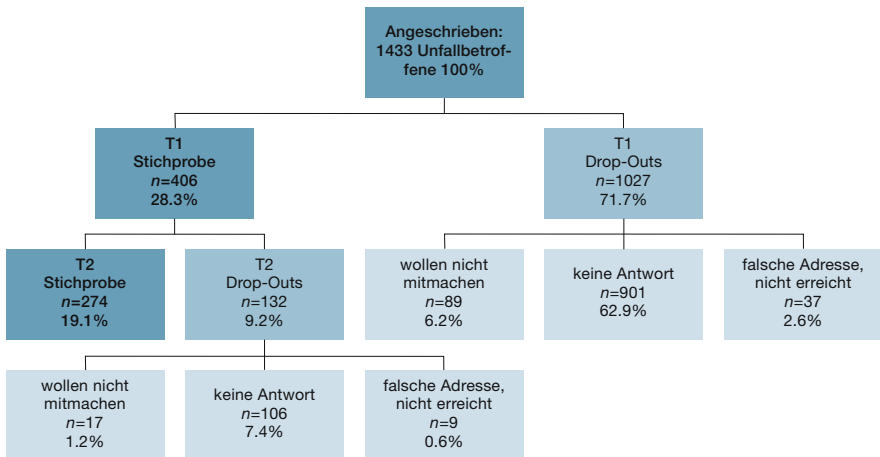 Angeschrieben:
1433 Unfallbetrof-
fene 100%
T1
Stichprobe
n=406
28.3%
T1
Drop-Outs
n=1027
71.7%
T2
Stichprobe
n=274
19.1%
T2
Drop-Outs
n=132
9.2%
wollen nicht
mitmachen
n=89
6.2%
keine Antwort
n=901
62.9%
falsche Adresse,
nicht erreicht
n=37
2.6%
wollen nicht
mitmachen
n=17
1.2%
keine Antwort
n=106
7.4%
falsche Adresse,
nicht erreicht
n=9
0.6%